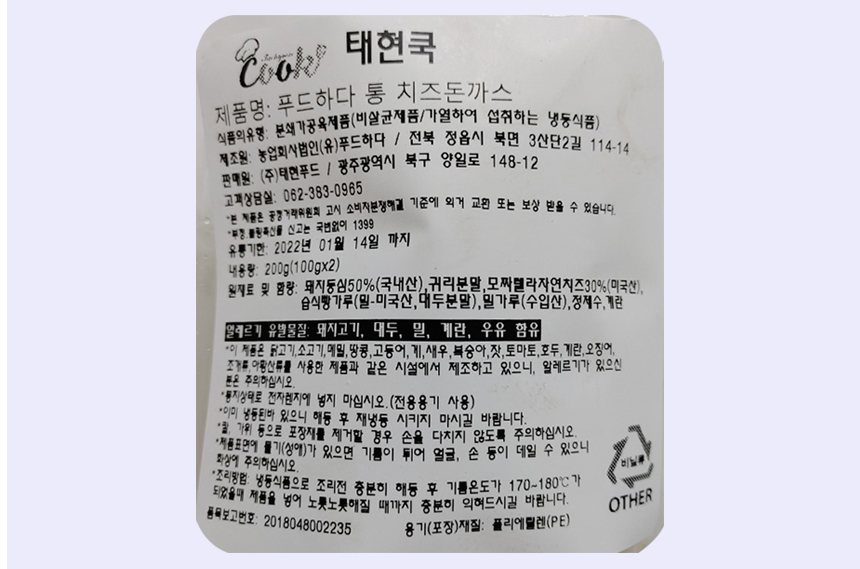 Cook 태현쿡
제품명: 푸드하다 통 치즈돈까스
식품의유형: 분쇄가공육제품(비살균제품/가열하여 섭취하는 냉동식품)
제조원: 농업회사법인(유)푸드하다 / 전북 정읍시 북면 3산단2길 114-14
판매원: (주)태현푸드 / 광주광역시 북구 양일로 148-12
고객상담실: 062-383-0965
*본 제품은 공정거래위원회 고시 소비자분쟁해결 기준에 의거 교환 또는 보상 받을 수 있습니다.
*부정.불량축산물 신고는 국번없이 1399
유통기한: 2022년 01월 14일 까지
내용량: 200g(100gx2)
원재료 및 함량: 돼지등심50%(국내산),귀리분말,모짜렐라자연치즈30%(미국산),
습식빵가루(밀-미국산,대두분말),밀가루(수입산),정제수,계란
알레르기 유발물질: 돼지고기, 대두, 밀, 계란, 우유 함유
*이 제품은 닭고기,소고기,메밀,땅콩,고등어,게,새우,복숭아,잣,토마토,호두,계란,오징어,
조개류,아황산류를 사용한 제품과 같은 시설에서 제조하고 있으니, 알레르기가 있으신
분은 주의하십시오.
*봉지상태로 전자렌지에 넣지 마십시오.(전용용기 사용)
*이미 냉동된바 있으니 해동 후 재냉동 시키지 마시길 바랍니다.
*칼, 가위 등으로 포장재를 제거할 경우 손을 다치지 않도록 주의하십시오.
*제품표면에 물기(성에)가 있으면 기름이 튀어 얼굴, 손 등이 데일 수 있으니
화상에 주의하십시오.
*조리방법: 냉동식품으로 조리전 충분히 해동 후 기름온도가 170~180℃가
되었을때 제품을 넣어 노릇노릇해질 때까지 충분히 익혀드시길 바랍니다.
품목보고번호: 2018048002235 용기(포장)재질: 폴리에틸렌(PE)
비닐류
OTHER